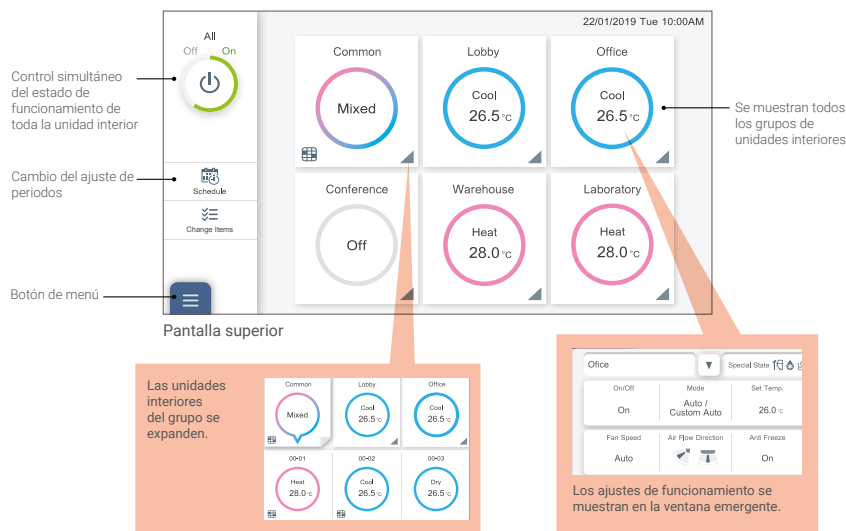 22/01/2019 Tue 10:00AM
All
Off On
Control simultáneo
del estado de
funcionamiento de
toda la unidad interior
Cambio del ajuste de
periodos
Schedule
Change Items
Botón de menú
Common
Mixed
Lobby
Cool
26.5 °C
Office
Cool
26.5 °C
Se muestran todos
los grupos de
unidades interiores
Conference
Off
Warehouse
Heat
28.0 °C
Laboratory
Heat
28.0 °C
Pantalla superior
Las unidades
interiores
del grupo se
expanden.
Common
Mixed
Lobby
Cool
26.5 °C
Office
Cool
26.5 °C
00-01
Heat
28.0 °C
00-02
Cool
26.5 °C
00-03
Dry
26.5 °C
Ofice
Special State
On/Off
On
Mode
Auto /
Custom Auto
Set Temp.
26.0 °C
Fan Speed
Auto
Air Flow Direction
Anti Freeze
On
Los ajustes de funcionamiento se
muestran en la ventana emergente.